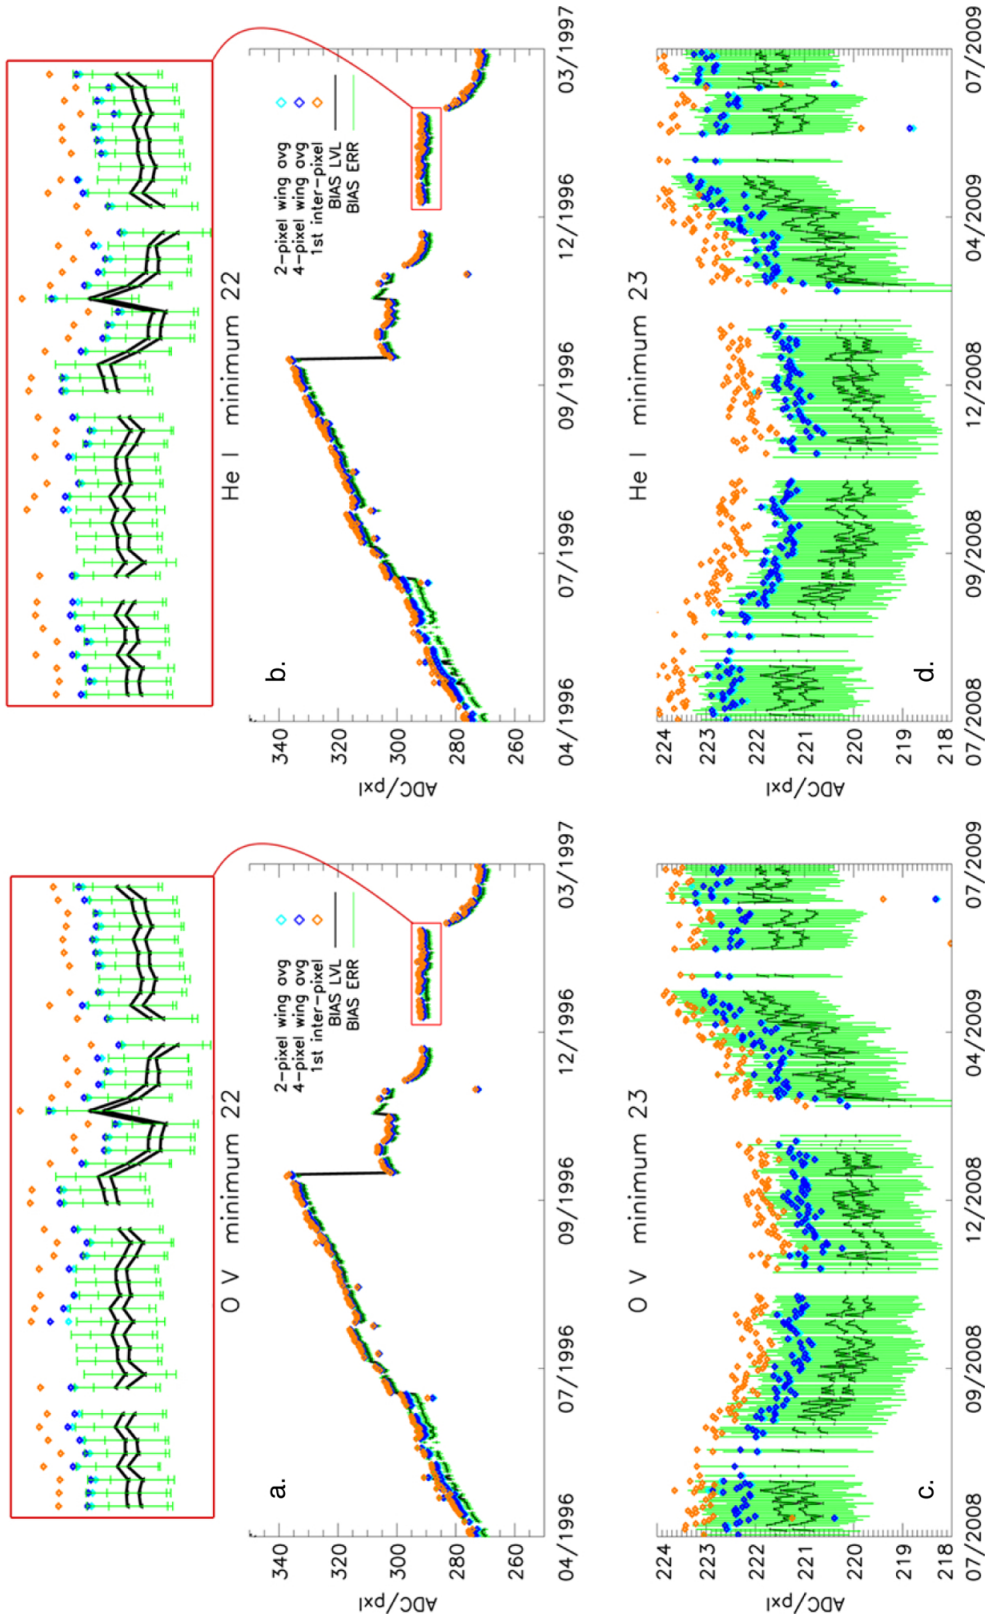 O V minimum 22
a.
2-pixel wing avg
4-pixel wing avg
1st inter-pixel
BIAS LVL
BIAS ERR
ADC/pxl
340
320
300
280
260
04/1996
07/1996
09/1996
12/1996
03/1997
He I minimum 22
b.
2-pixel wing avg
4-pixel wing avg
1st inter-pixel
BIAS LVL
BIAS ERR
ADC/pxl
340
320
300
280
260
04/1996
07/1996
09/1996
12/1996
03/1997
O V minimum 23
c.
ADC/pxl
224
223
222
221
220
219
218
07/2008
09/2008
12/2008
04/2009
07/2009
He I minimum 23
d.
ADC/pxl
224
223
222
221
220
219
218
07/2008
09/2008
12/2008
04/2009
07/2009